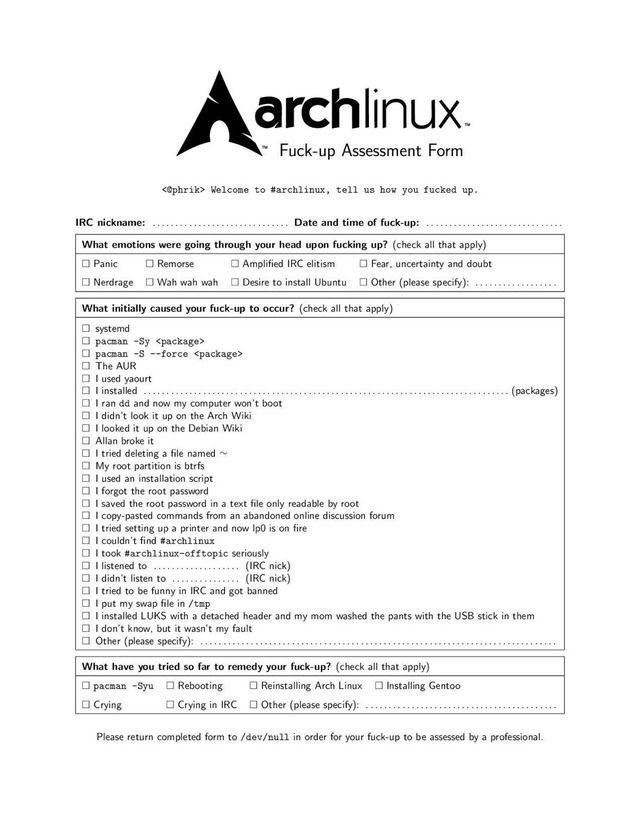 archlinux™
™ Fuck-up Assessment Form
<@phrik> Welcome to #archlinux, tell us how you fucked up.
IRC nickname: .............................. Date and time of fuck-up: ..............................
What emotions were going through your head upon fucking up? (check all that apply)
☐ Panic ☐ Remorse ☐ Amplified IRC elitism ☐ Fear, uncertainty and doubt
☐ Nerdrage ☐ Wah wah wah ☐ Desire to install Ubuntu ☐ Other (please specify): ..................
What initially caused your fuck-up to occur? (check all that apply)
☐ systemd
☐ pacman -Sy <package>
☐ pacman -S --force <package>
☐ The AUR
☐ I used yaourt
☐ I installed ................................................................................ (packages)
☐ I ran dd and now my computer won't boot
☐ I didn't look it up on the Arch Wiki
☐ I looked it up on the Debian Wiki
☐ Allan broke it
☐ I tried deleting a file named ~
☐ My root partition is btrfs
☐ I used an installation script
☐ I forgot the root password
☐ I saved the root password in a text file only readable by root
☐ I copy-pasted commands from an abandoned online discussion forum
☐ I tried setting up a printer and now lp0 is on fire
☐ I couldn't find #archlinux
☐ I took #archlinux-offtopic seriously
☐ I listened to ................... (IRC nick)
☐ I didn't listen to ............... (IRC nick)
☐ I tried to be funny in IRC and got banned
☐ I put my swap file in /tmp
☐ I installed LUKS with a detached header and my mom washed the pants with the USB stick in them
☐ I don't know, but it wasn't my fault
☐ Other (please specify): ..............................................................................
What have you tried so far to remedy your fuck-up? (check all that apply)
☐ pacman -Syu ☐ Rebooting ☐ Reinstalling Arch Linux ☐ Installing Gentoo
☐ Crying ☐ Crying in IRC ☐ Other (please specify): ..........................................
Please return completed form to /dev/null in order for your fuck-up to be assessed by a professional.